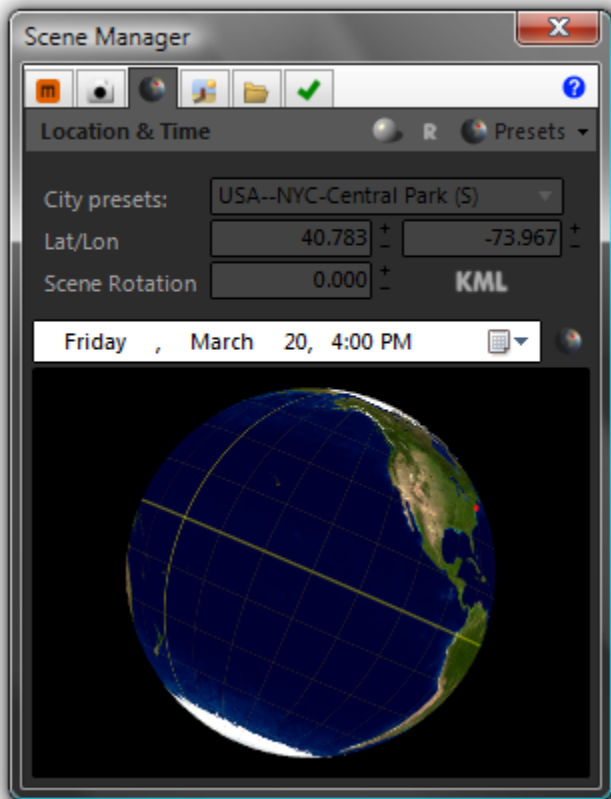 Scene Manager
m
Location & Time R Presets
City presets: USA--NYC-Central Park (S)
Lat/Lon 40.783 + - -73.967 + -
Scene Rotation 0.000 + - KML
Friday , March 20, 4:00 PM